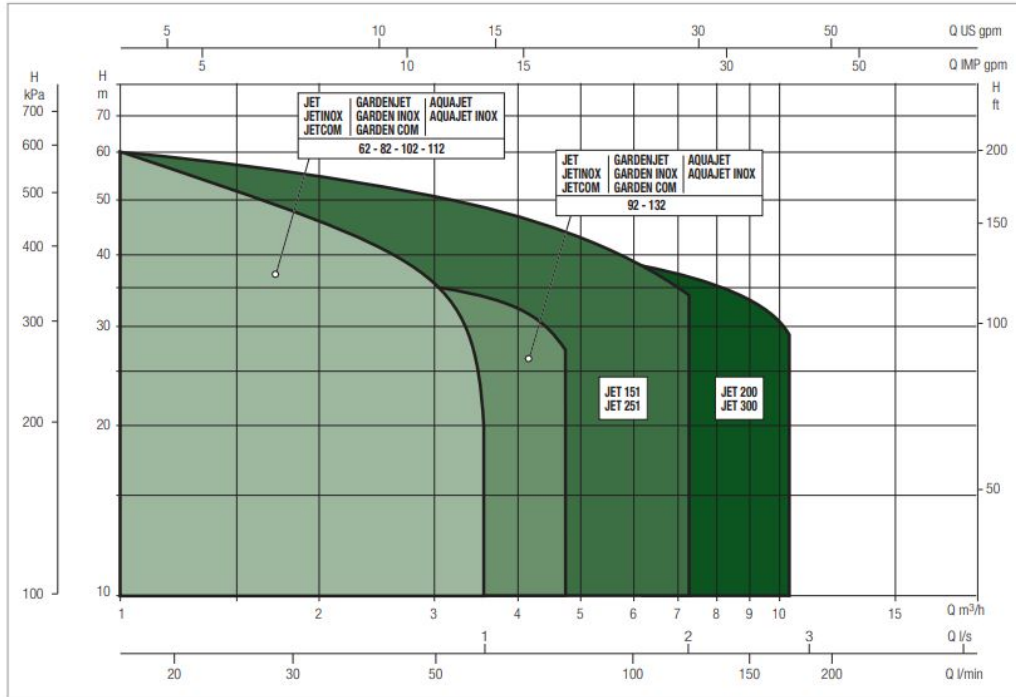 5 10 15 30 50 Q US gpm
5 10 15 30 50 Q IMP gpm
H kPa
H m
H ft
700
600
500
400
300
200
100
70
60
50
40
30
20
10
200
150
100
50
JET GARDENJET AQUAJET
JETINOX GARDEN INOX AQUAJET INOX
JETCOM GARDEN COM
62 - 82 - 102 - 112
JET GARDENJET AQUAJET
JETINOX GARDEN INOX AQUAJET INOX
JETCOM GARDEN COM
92 - 132
JET 151
JET 251
JET 200
JET 300
1 2 3 4 5 6 7 8 9 10 15 Q m³/h
1 2 3 Q l/s
20 30 50 100 150 200 Q l/min